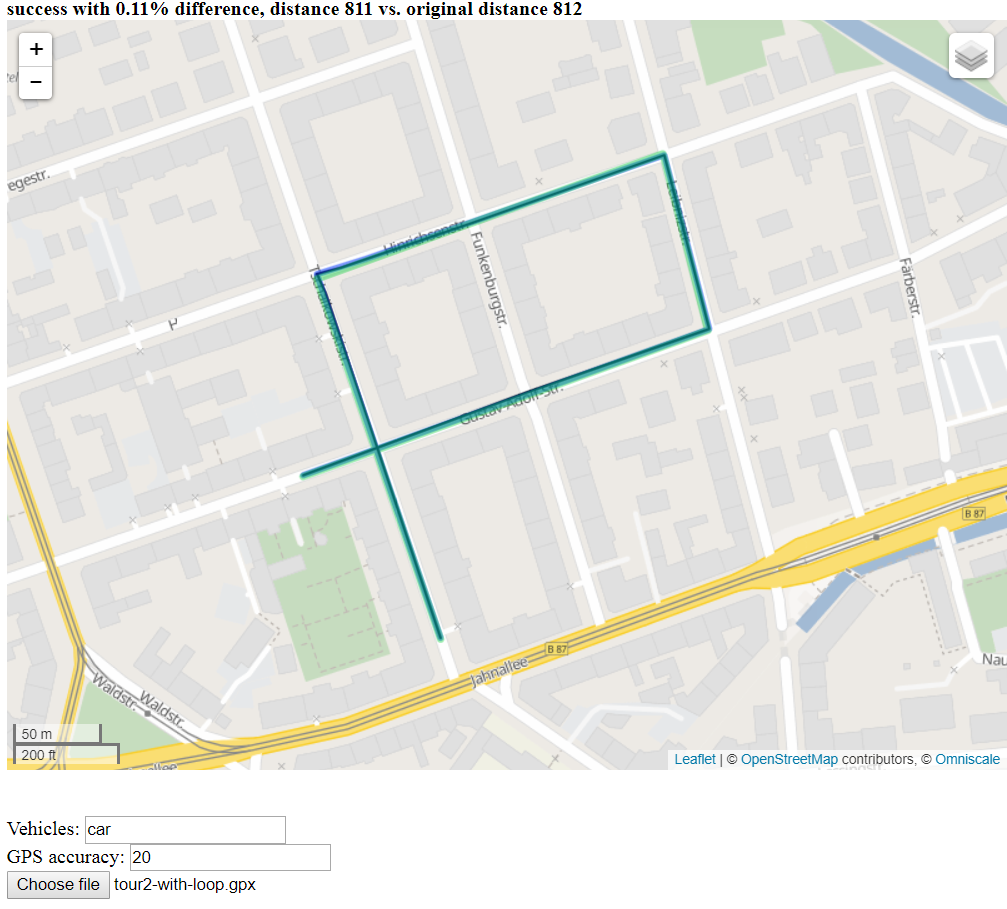 success with 0.11% difference, distance 811 vs. original distance 812
+
−
egestr.
Hinrichsenstr.
Leibnizstr.
Funkenburgstr.
Tschaikowskistr.
H
Färberstr.
Gustav-Adolf-Str.
B 87
B 87
Jahnallee
Nau
Waldstr.
Waldstr.
50 m
200 ft
allee
Leaflet | © OpenStreetMap contributors, © Omniscale
Vehicles: car
GPS accuracy: 20
Choose file tour2-with-loop.gpx